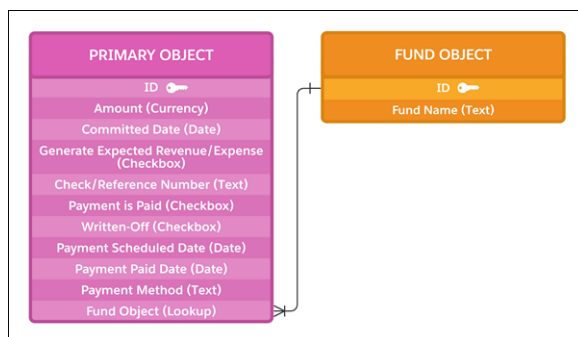 PRIMARY OBJECT
ID
Amount (Currency)
Committed Date (Date)
Generate Expected Revenue/Expense
(Checkbox)
Check/Reference Number (Text)
Payment is Paid (Checkbox)
Written-Off (Checkbox)
Payment Scheduled Date (Date)
Payment Paid Date (Date)
Payment Method (Text)
Fund Object (Lookup)
FUND OBJECT
ID
Fund Name (Text)